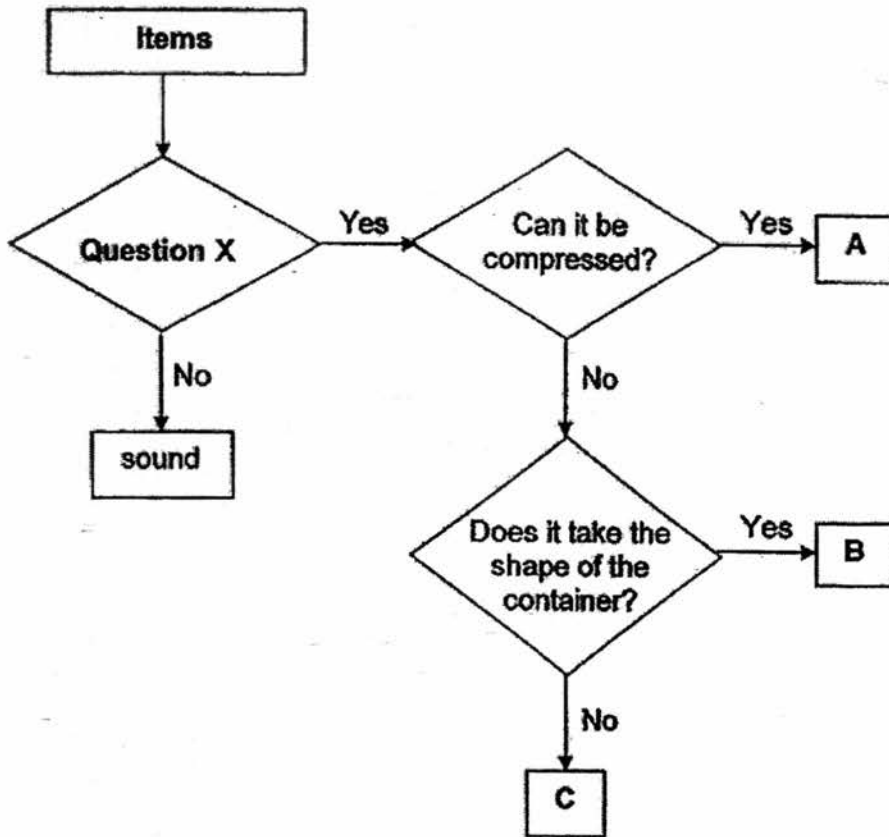 Items
Question X
Yes
Can it be
compressed?
Yes
A
No
sound
No
Does it take the
shape of the
container?
Yes
B
No
C